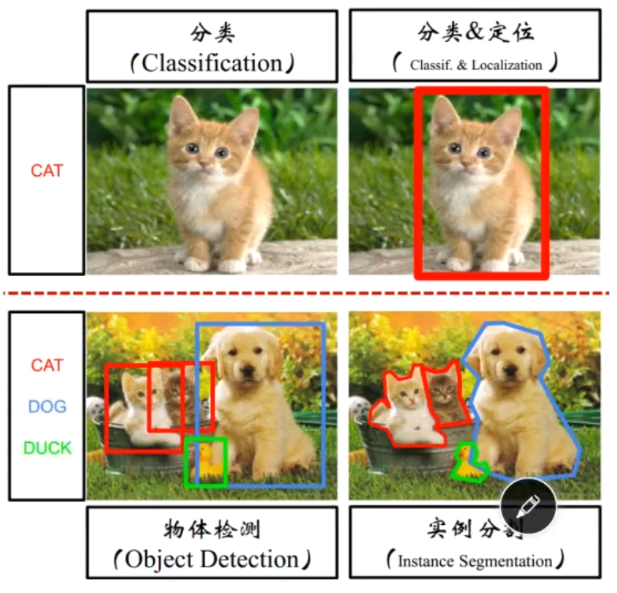 分类
(Classification)
分类&定位
( Classif. & Localization )
CAT
CAT
DOG
DUCK
物体检测
(Object Detection)
实例分割
(Instance Segmentation)